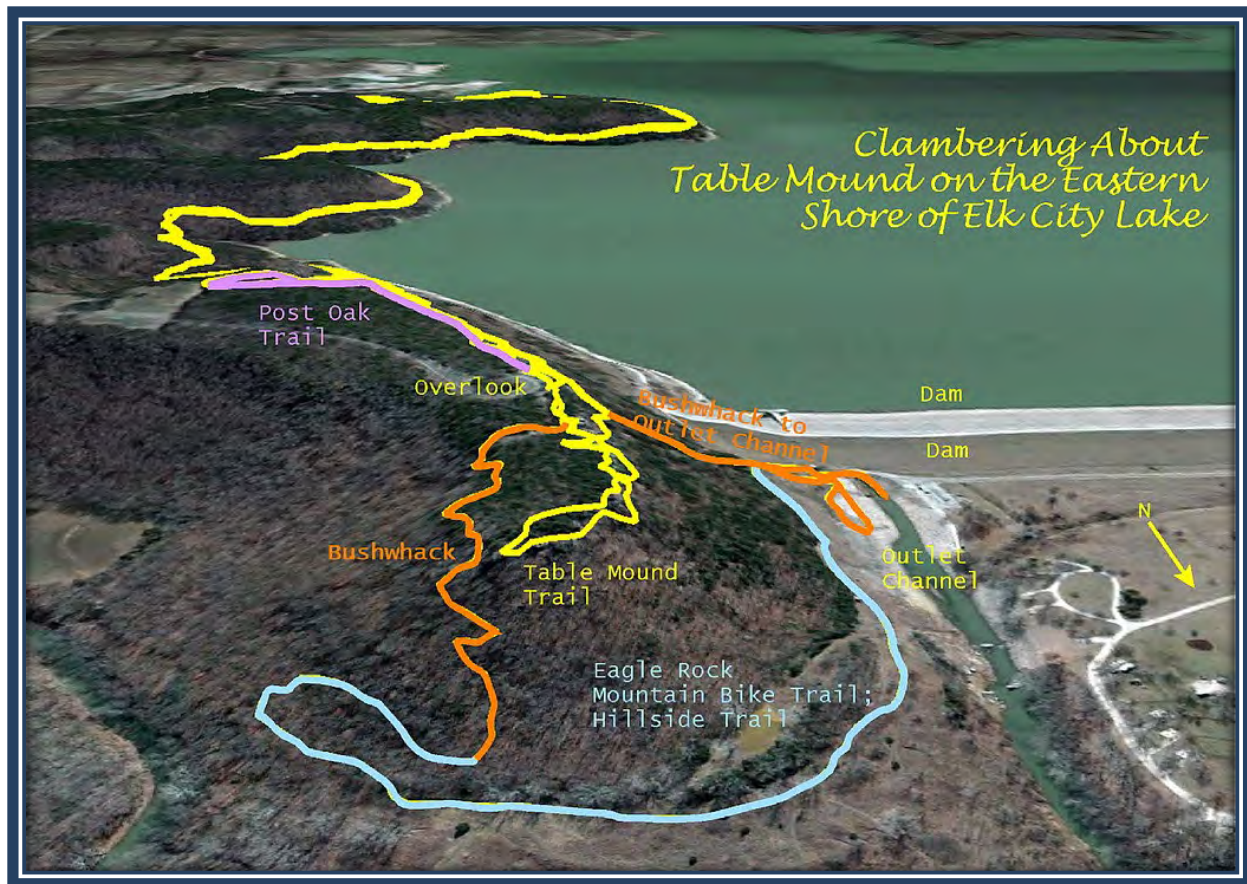 Clambering About
Table Mound on the Eastern
Shore of Elk City Lake
Post Oak
Trail
Overlook
Bushwhack to
Outlet Channel
Dam
Dam
N
Bushwhack
Table Mound
Trail
Outlet
Channel
Eagle Rock
Mountain Bike Trail;
Hillside Trail